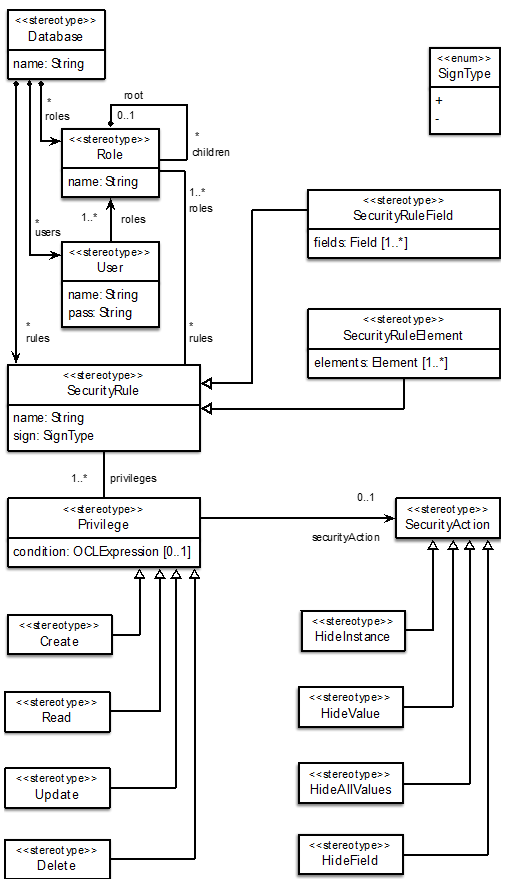 <<stereotype>>
Database
name: String
<<enum>>
SignType
+
-
*
roles
root
0..1
*
children
<<stereotype>>
Role
name: String
1..*
roles
1..*
roles
*
users
<<stereotype>>
User
name: String
pass: String
<<stereotype>>
SecurityRuleField
fields: Field [1..*]
<<stereotype>>
SecurityRuleElement
elements: Element [1..*]
*
rules
*
rules
<<stereotype>>
SecurityRule
name: String
sign: SignType
1..*
privileges
<<stereotype>>
Privilege
condition: OCLExpression [0..1]
0..1
securityAction
<<stereotype>>
SecurityAction
<<stereotype>>
Create
<<stereotype>>
HideInstance
<<stereotype>>
Read
<<stereotype>>
HideValue
<<stereotype>>
Update
<<stereotype>>
HideAllValues
<<stereotype>>
Delete
<<stereotype>>
HideField